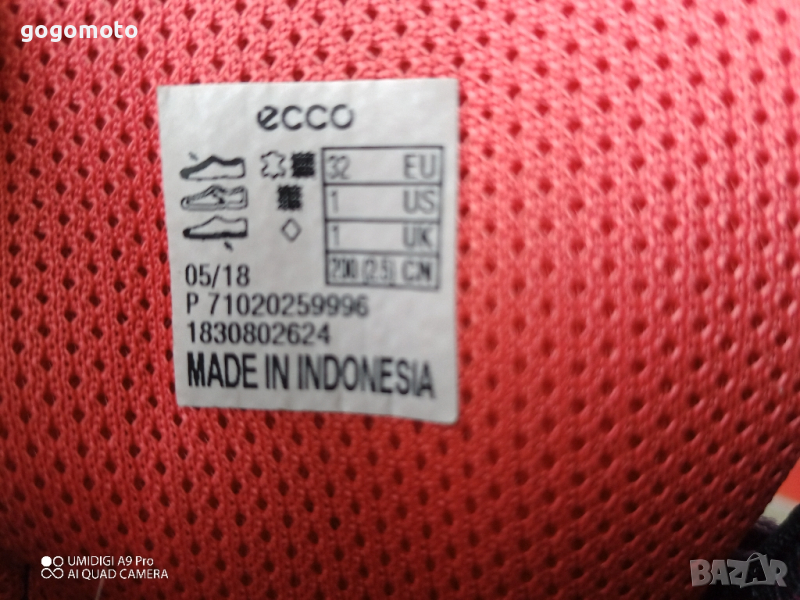 gogomoto
ecco
32 EU
1 US
1 UK
200 (2.5) CN
05/18
P 71020259996
1830802624
MADE IN INDONESIA
UMIDIGI A9 Pro
AI QUAD CAMERA
BAZAR